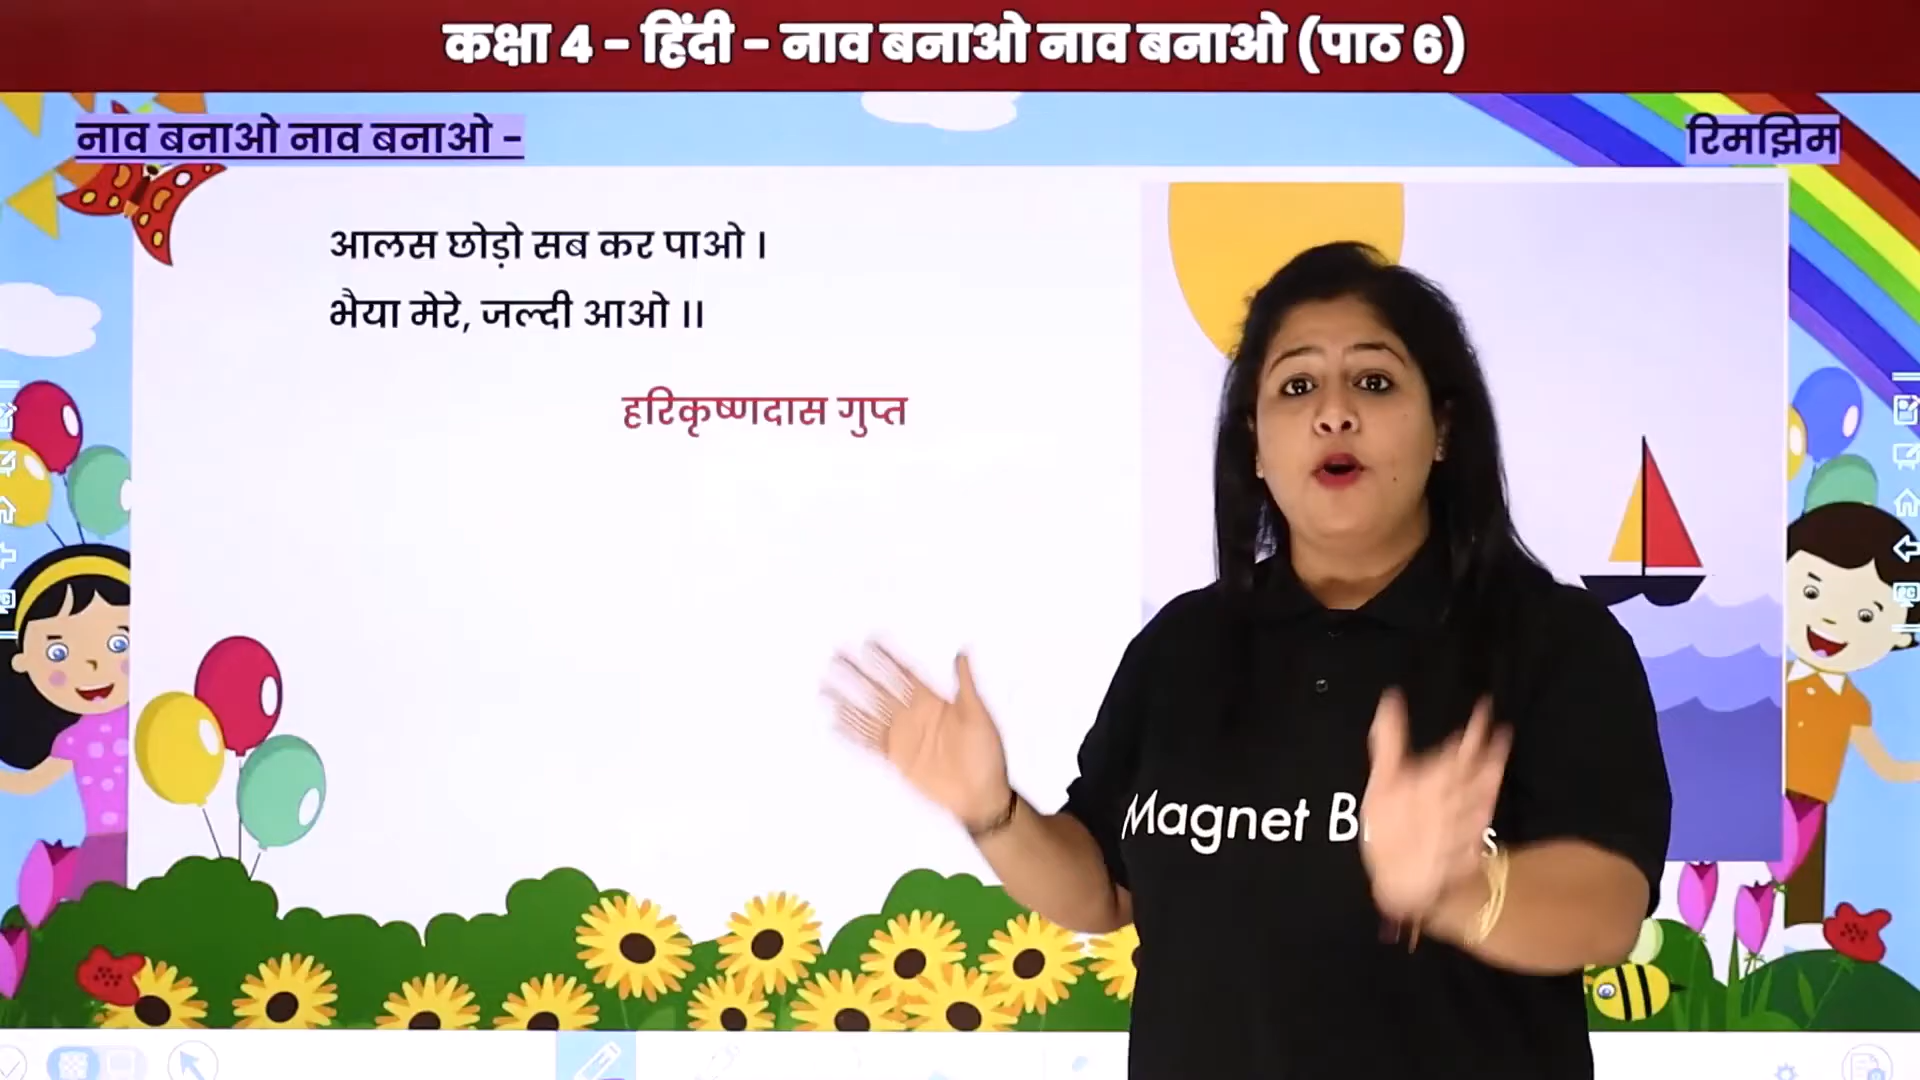 कक्षा 4 - हिंदी - नाव बनाओ नाव बनाओ (पाठ 6)
नाव बनाओ नाव बनाओ -
रिमझिम
आलस छोड़ो सब कर पाओ ।
भैया मेरे, जल्दी आओ ।।
हरिकृष्णदास गुप्त
Magnet